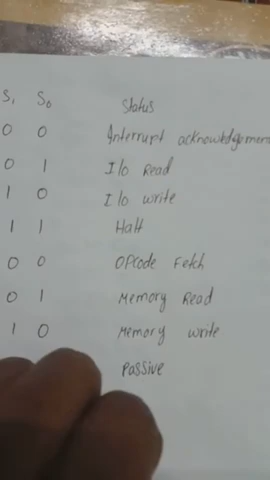 S₁ S₀ Status
0 0 Interrupt acknowledgement
0 1 I/o Read
1 0 I/o write
1 1 Halt
0 0 OPcode Fetch
0 1 Memory Read
1 0 Memory write
Passive